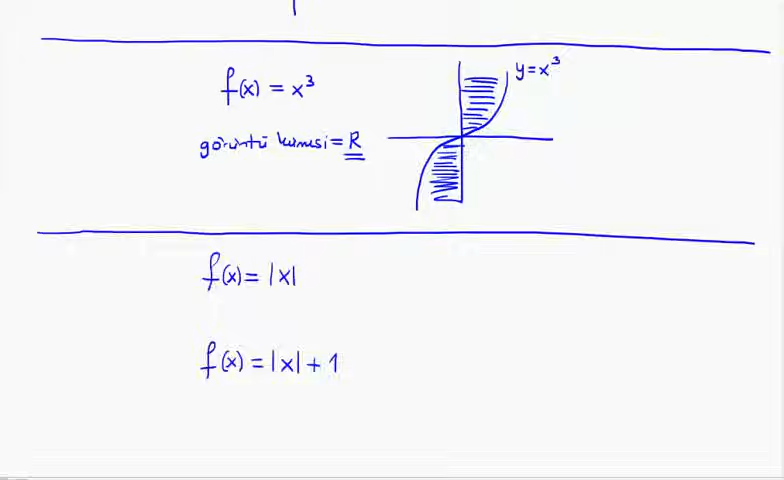 f(x) = x³
y=x³
görüntü kümesi = R
f(x) = |x|
f(x) = |x| + 1